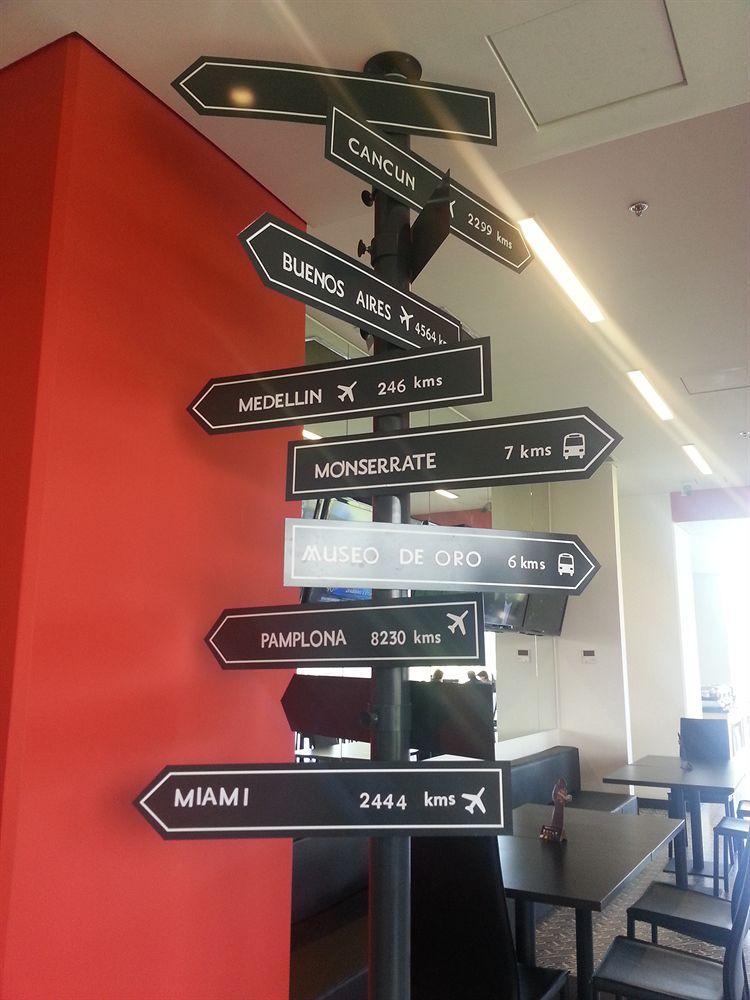 CANCUN 2299 kms
BUENOS AIRES 4564
MEDELLIN 246 kms
MONSERRATE 7 kms
MUSEO DE ORO 6 kms
PAMPLONA 8230 kms
MIAMI 2444 kms